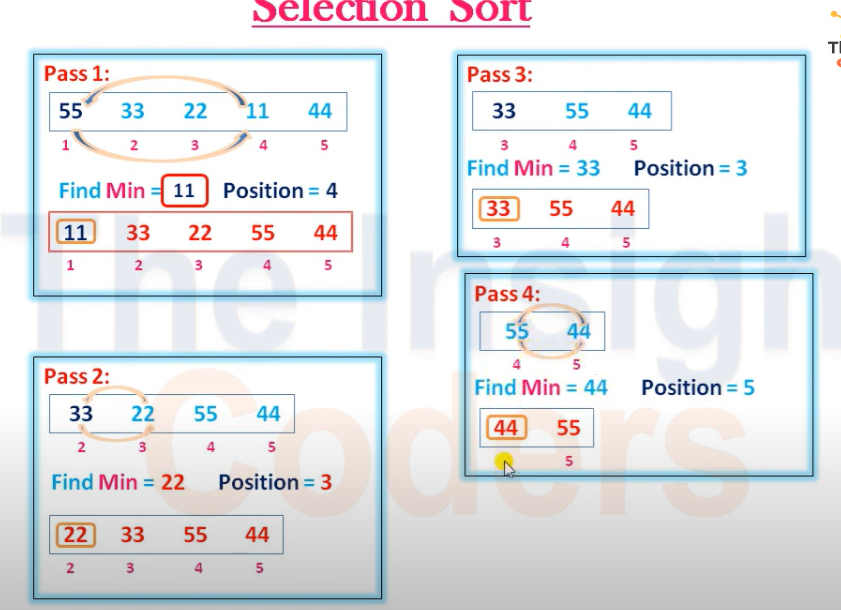 Selection Sort
Pass 1:
55 33 22 11 44
1 2 3 4 5
Find Min = 11 Position = 4
11 33 22 55 44
1 2 3 4 5
Pass 2:
33 22 55 44
2 3 4 5
Find Min = 22 Position = 3
22 33 55 44
2 3 4 5
Pass 3:
33 55 44
3 4 5
Find Min = 33 Position = 3
33 55 44
3 4 5
Pass 4:
55 44
4 5
Find Min = 44 Position = 5
44 55
5
The Insigh
Coders